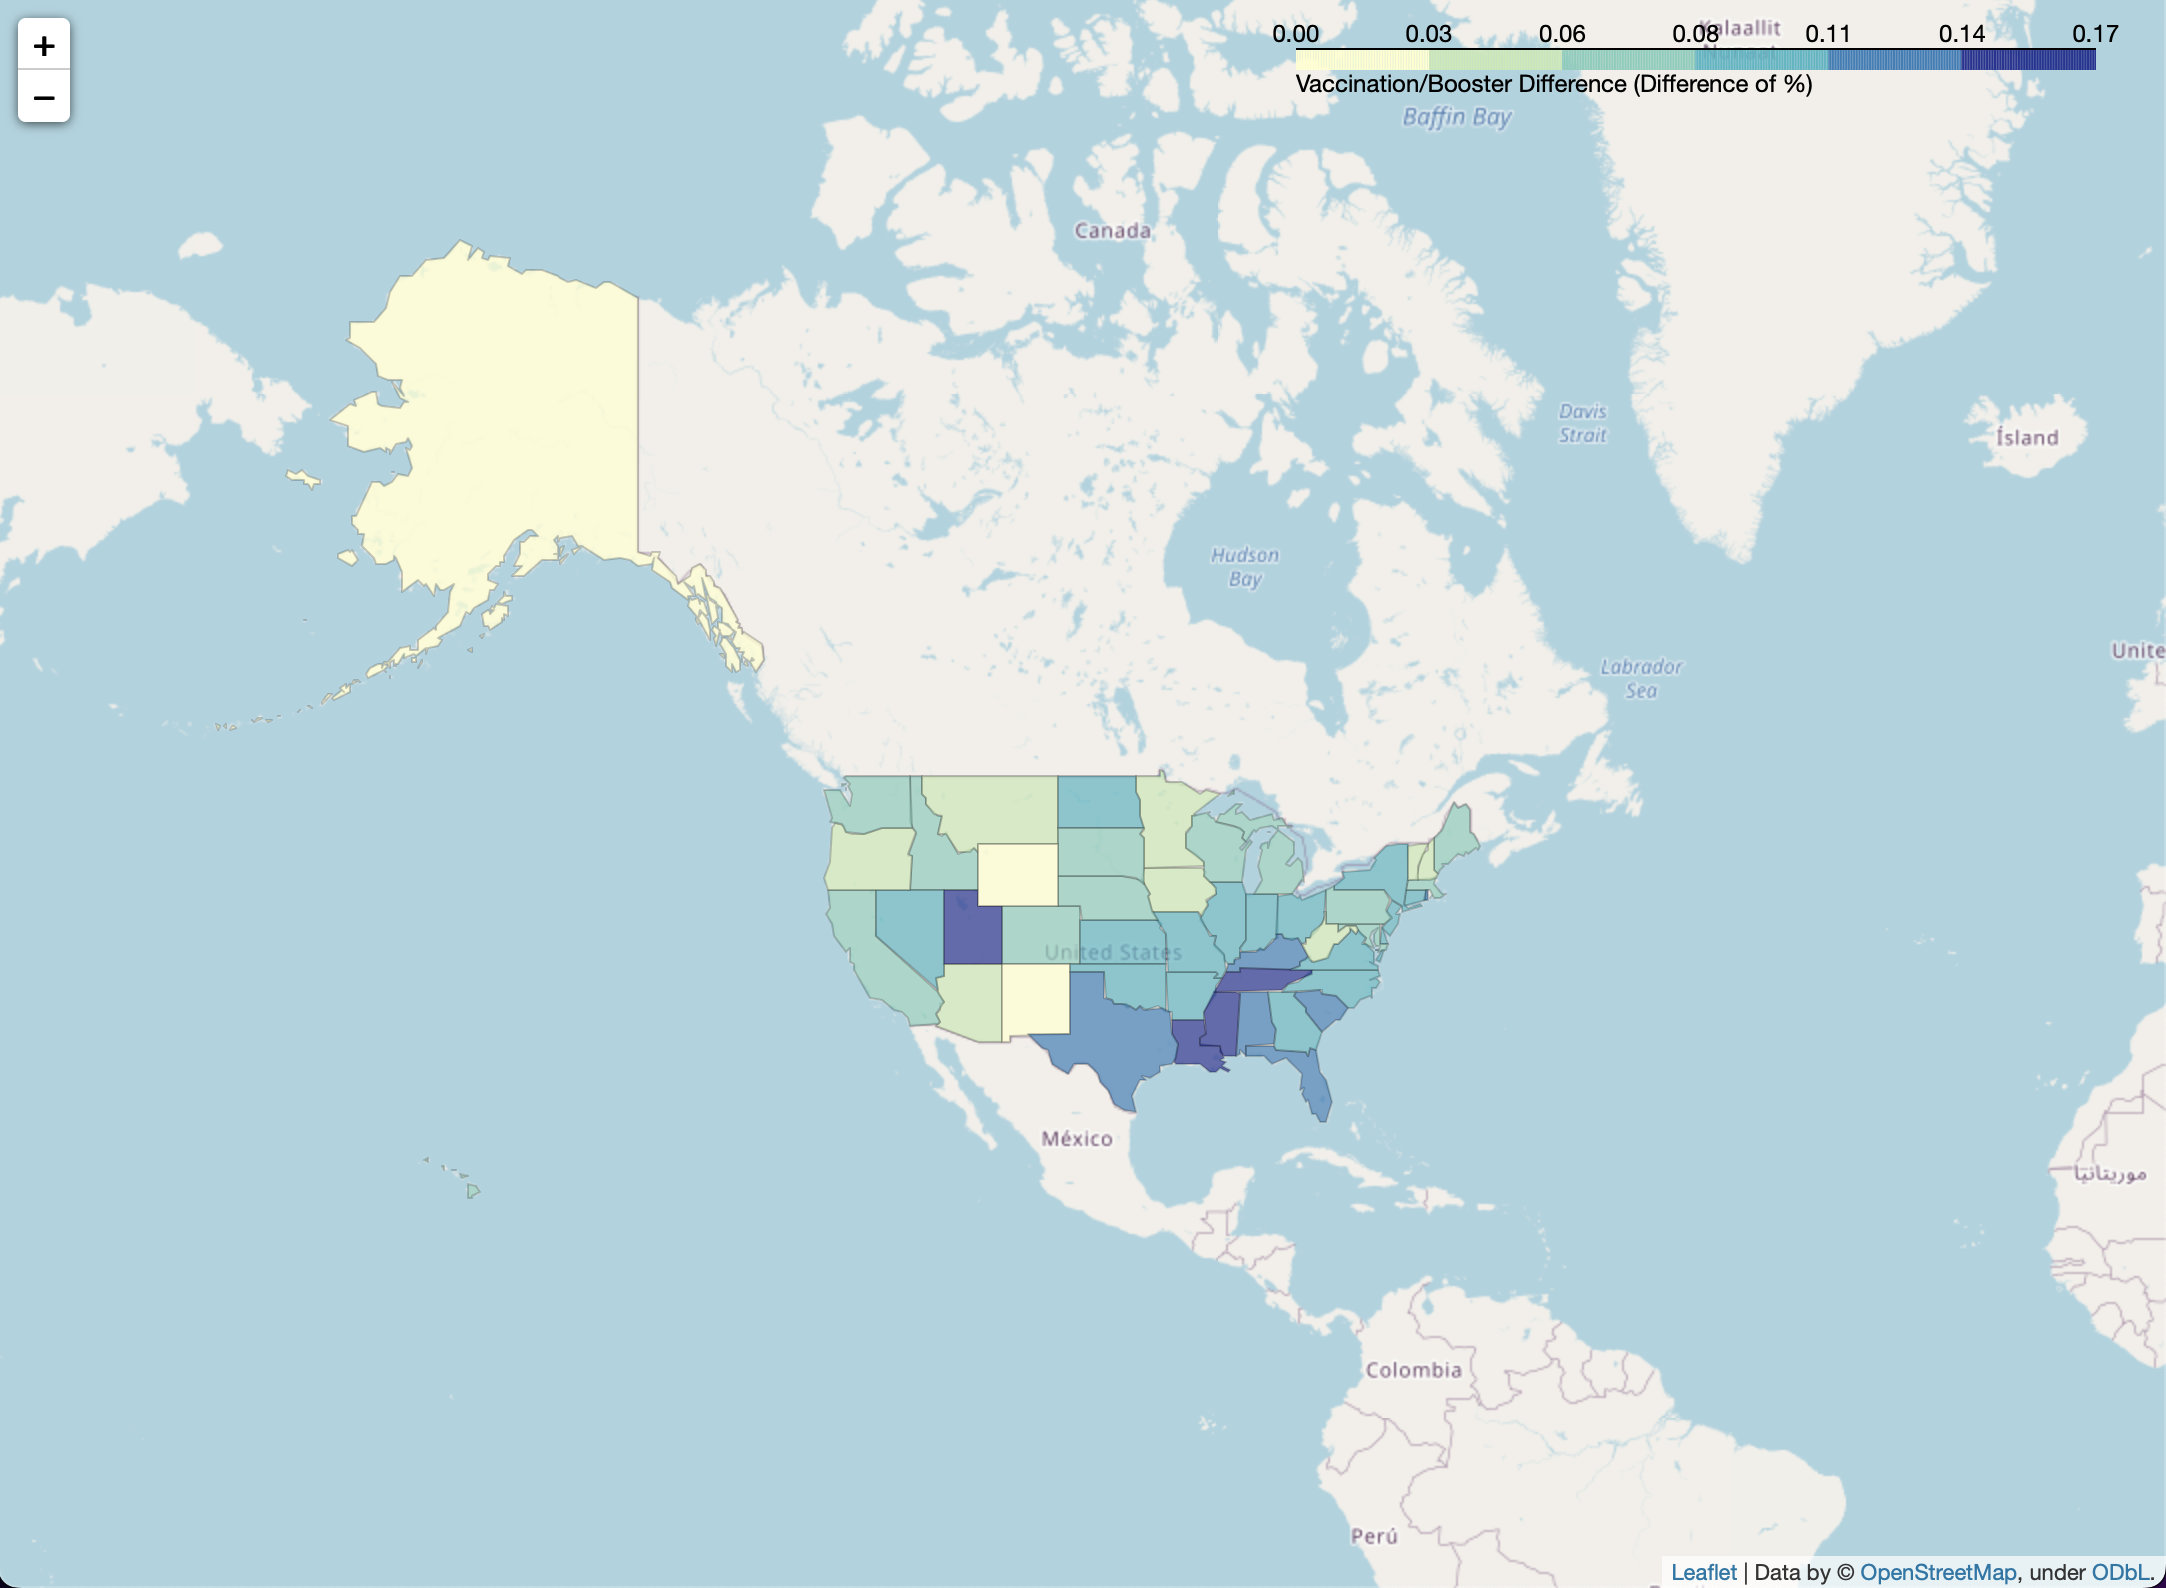 +
−
0.00 0.03 0.06 0.08 0.11 0.14 0.17
Kalaallit
Nunaat
Vaccination/Booster Difference (Difference of %)
Baffin Bay
Canada
Davis
Strait
Ísland
Hudson
Bay
Unite
Labrador
Sea
United States
México
موريتانيا
Colombia
Perú
Leaflet | Data by © OpenStreetMap, under ODbL.